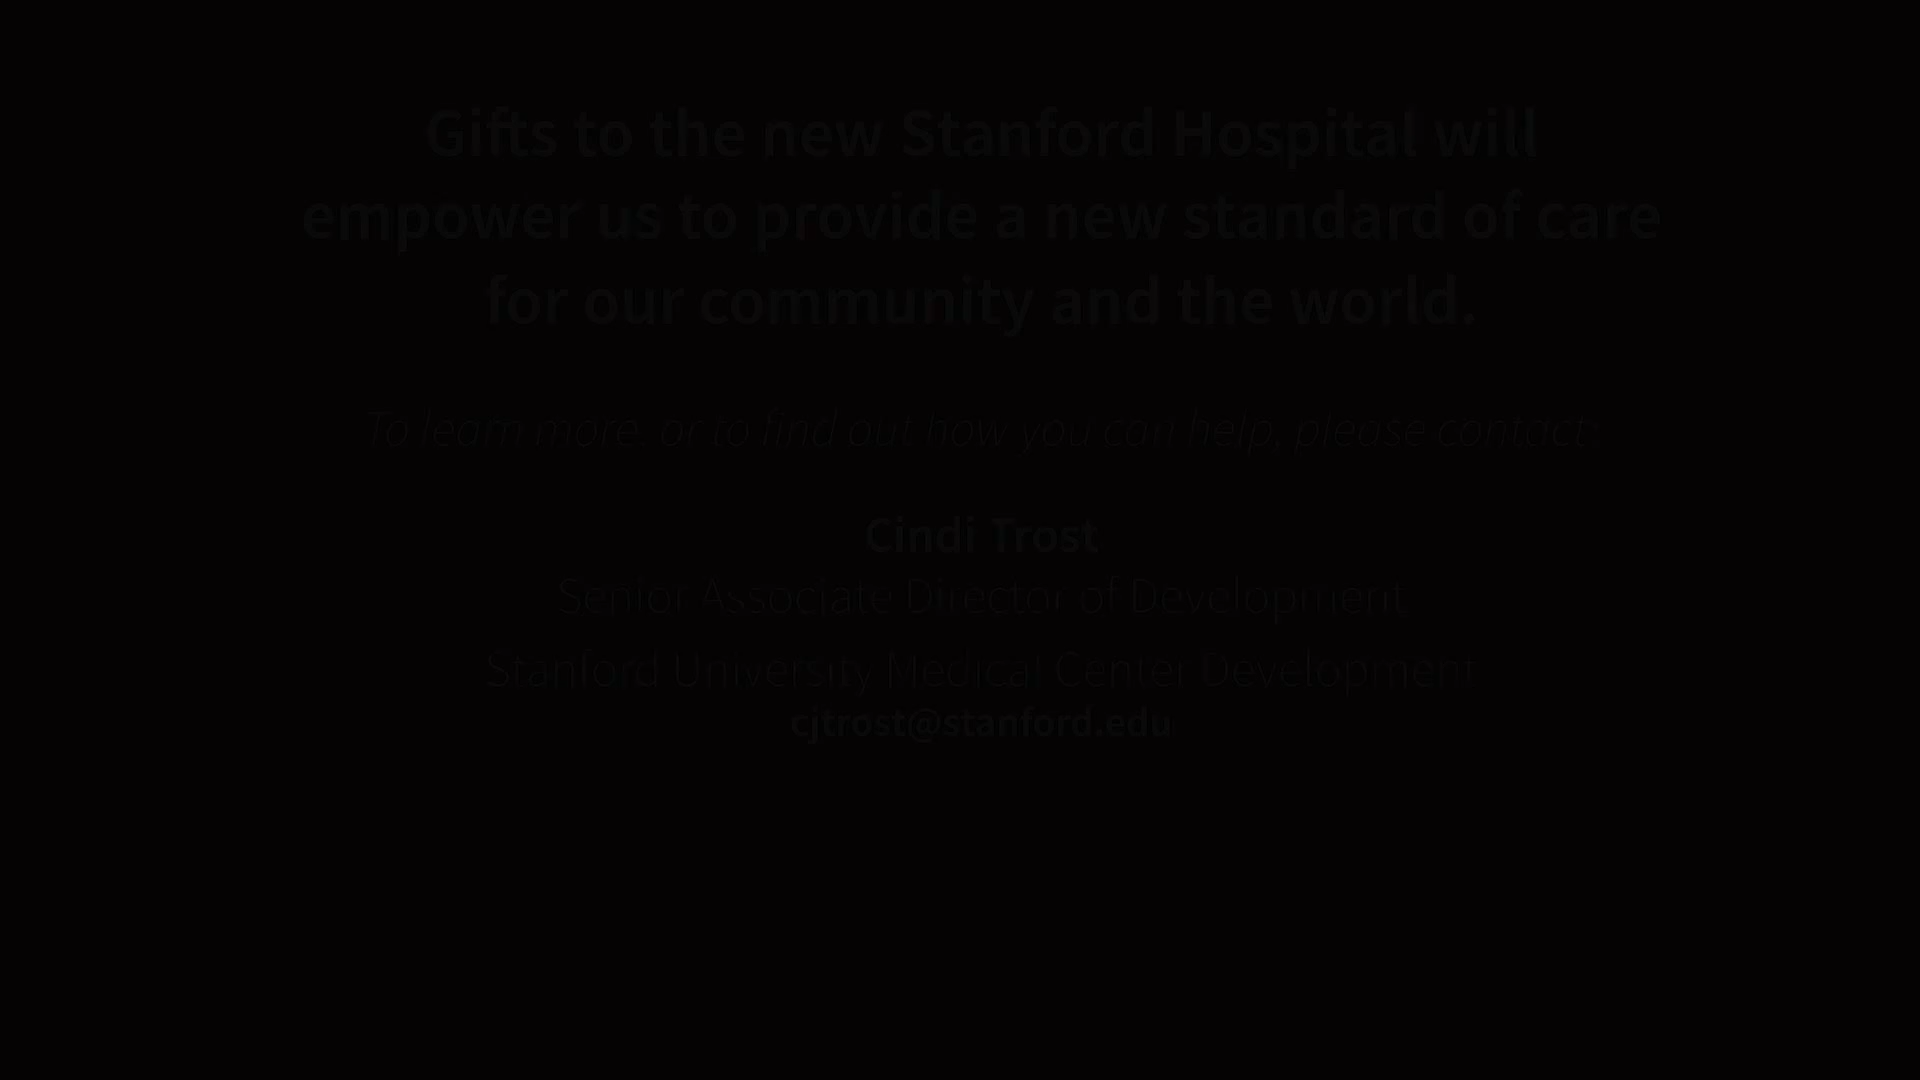 Gifts to the new Stanford Hospital will
empower us to provide a new standard of care
for our community and the world.
To learn more, or to find out how you can help, please contact:
Cindi Trost
Senior Associate Director of Development
Stanford University Medical Center Development
cjtrost@stanford.edu